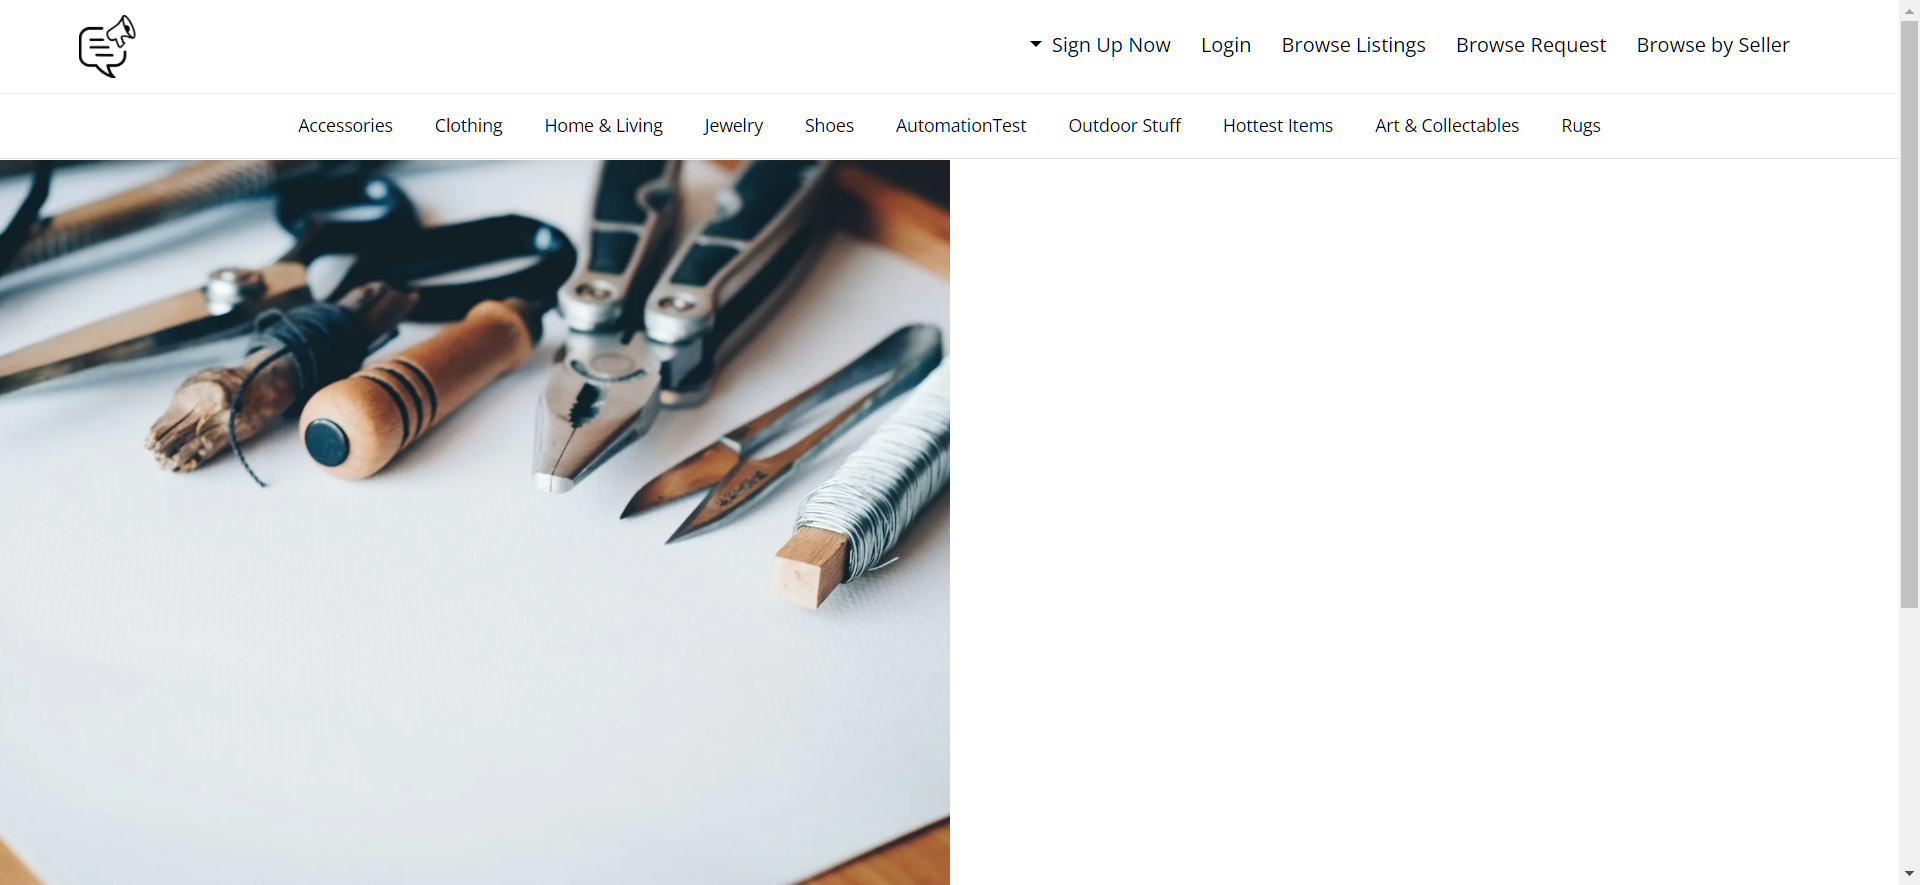 Sign Up Now Login Browse Listings Browse Request Browse by Seller
Accessories Clothing Home & Living Jewelry Shoes AutomationTest Outdoor Stuff Hottest Items Art & Collectables Rugs